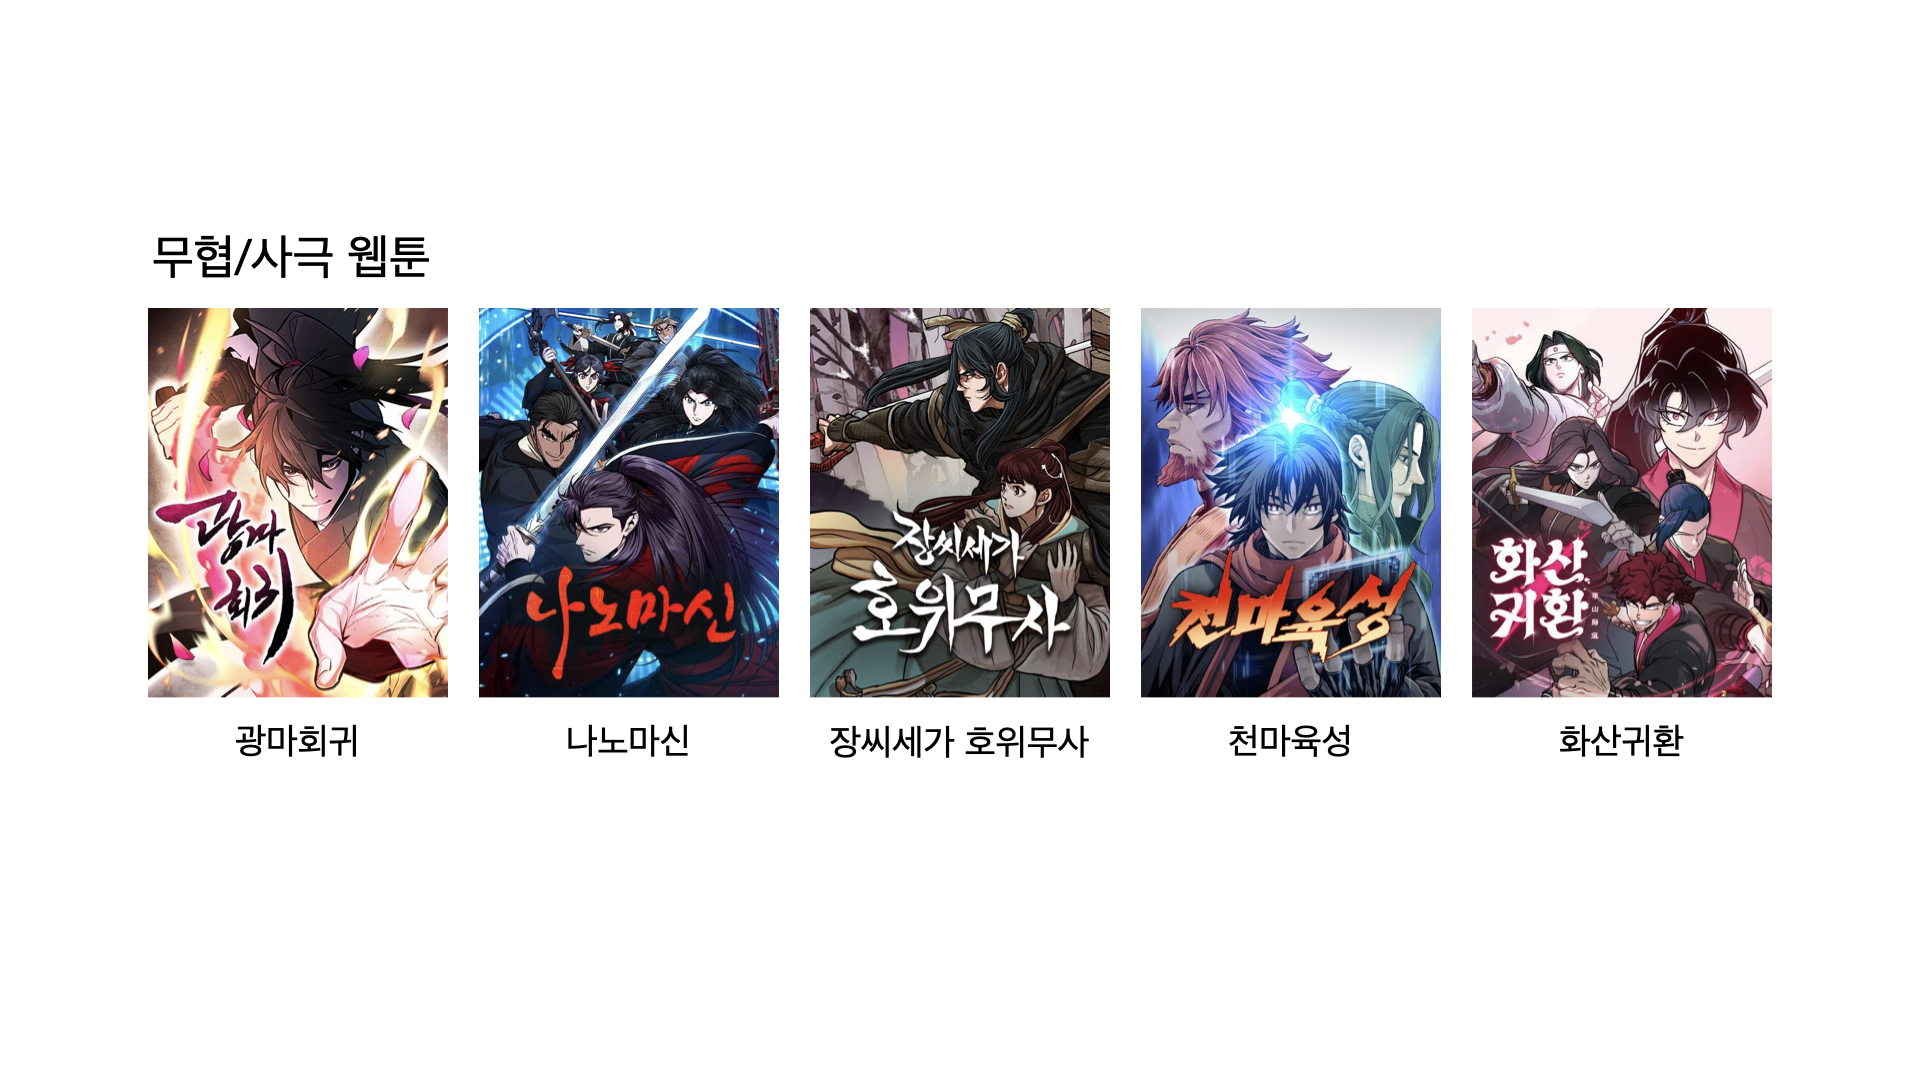 무협/사극 웹툰
광마
회귀
나노마신
장씨세가
호위무사
천마육성
화산
귀환
광마회귀
나노마신
장씨세가 호위무사
천마육성
화산귀환